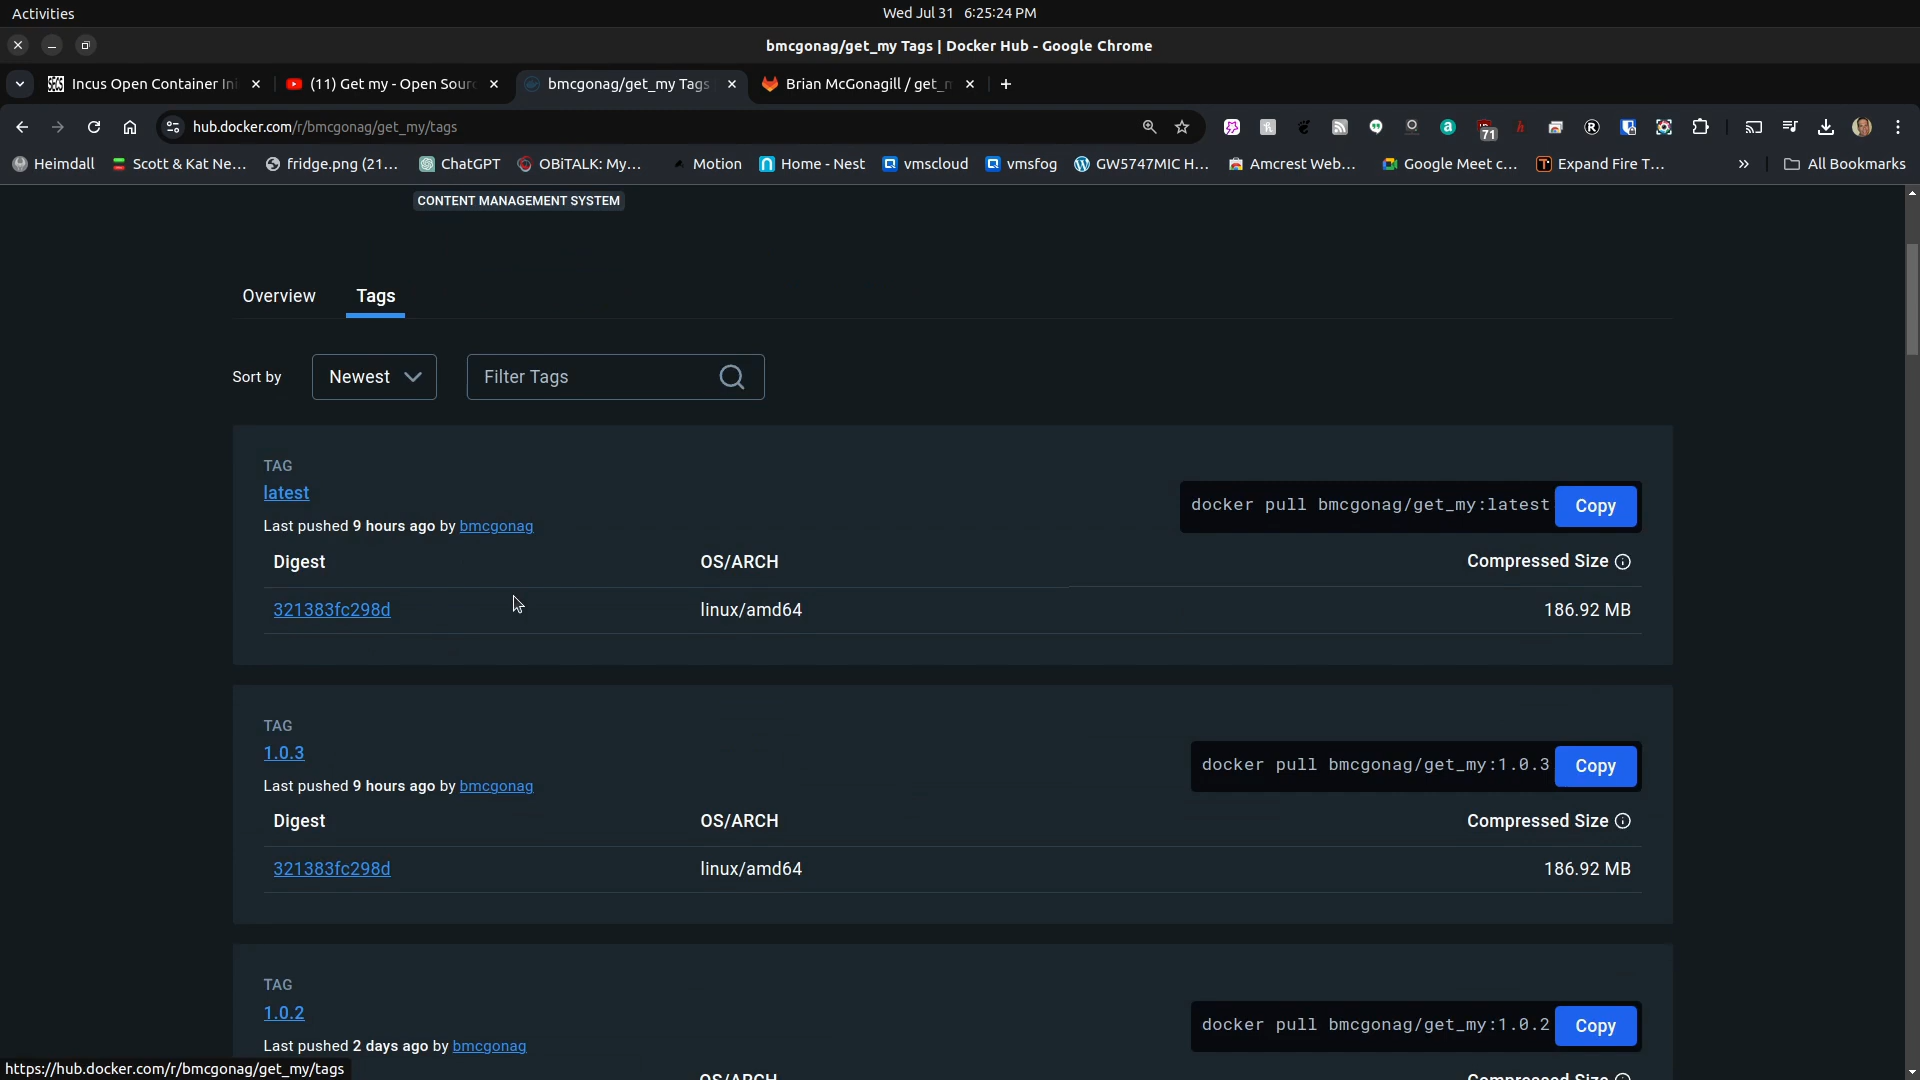 Activities
Wed Jul 31 6:25:24 PM
bmcgonag/get_my Tags | Docker Hub - Google Chrome
Incus Open Container In
(11) Get my - Open Sourc
bmcgonag/get_my Tags
Brian McGonagill / get_m
hub.docker.com/r/bmcgonag/get_my/tags
71
Heimdall
Scott & Kat Ne...
fridge.png (21...
ChatGPT
OBiTALK: My...
Motion
Home - Nest
vmscloud
vmsfog
GW5747MIC H...
Amcrest Web...
Google Meet c...
Expand Fire T...
»
All Bookmarks
CONTENT MANAGEMENT SYSTEM
Overview
Tags
Sort by
Newest
Filter Tags
TAG
latest
docker pull bmcgonag/get_my:latest
Copy
Last pushed 9 hours ago by bmcgonag
Digest
OS/ARCH
Compressed Size
321383fc298d
linux/amd64
186.92 MB
TAG
1.0.3
docker pull bmcgonag/get_my:1.0.3
Copy
Last pushed 9 hours ago by bmcgonag
Digest
OS/ARCH
Compressed Size
321383fc298d
linux/amd64
186.92 MB
TAG
1.0.2
docker pull bmcgonag/get_my:1.0.2
Copy
Last pushed 2 days ago by bmcgonag
OS/ARCH
Compressed Size
https://hub.docker.com/r/bmcgonag/get_my/tags